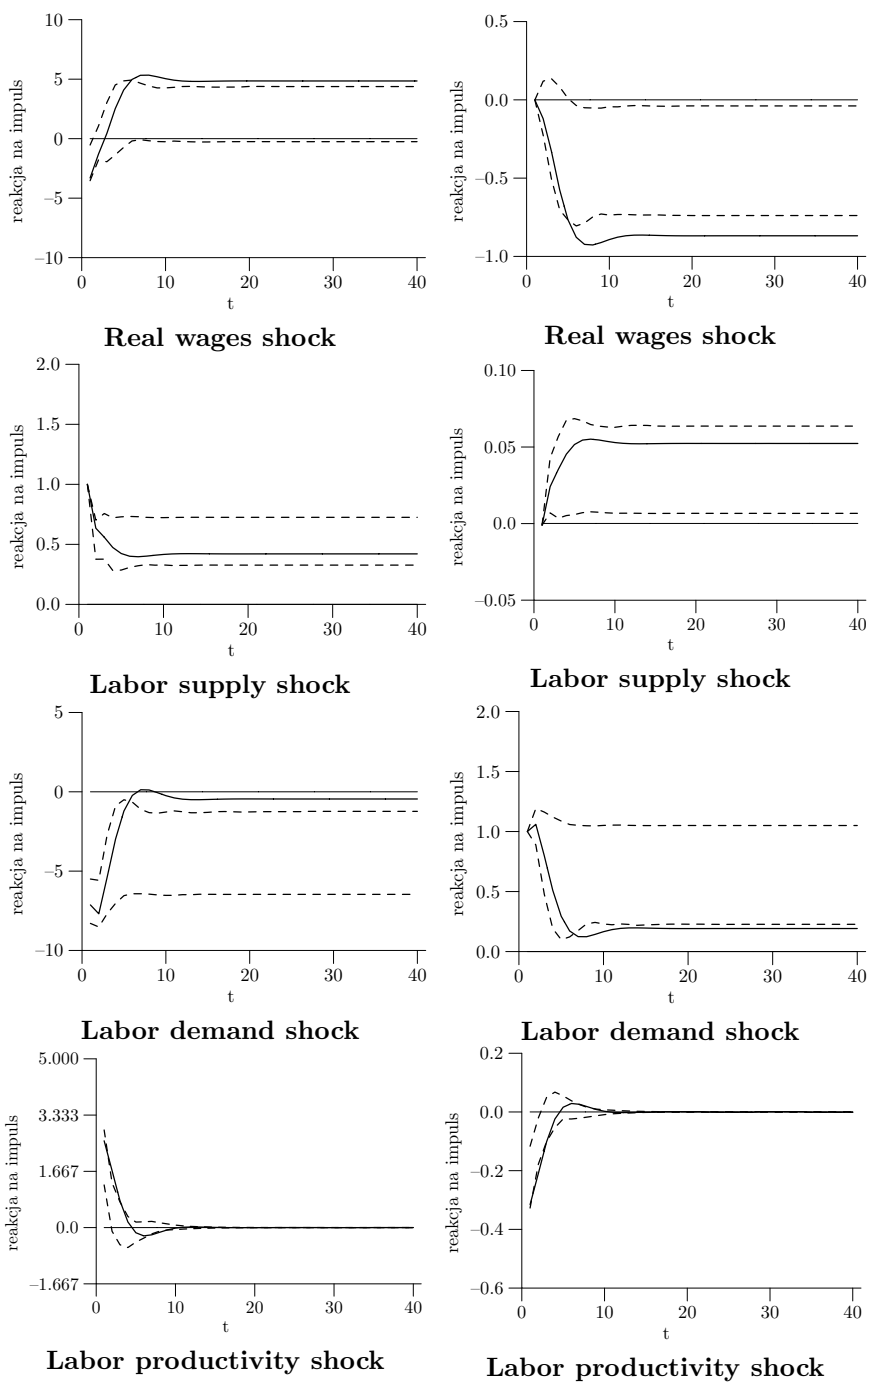 10
5
0
–5
–10
reakcja na impuls
0 10 20 30 40
t
Real wages shock
0.5
0.0
–0.5
–1.0
reakcja na impuls
0 10 20 30 40
t
Real wages shock
2.0
1.5
1.0
0.5
0.0
reakcja na impuls
0 10 20 30 40
t
Labor supply shock
0.10
0.05
0.0
–0.05
reakcja na impuls
0 10 20 30 40
t
Labor supply shock
5
0
–5
–10
reakcja na impuls
0 10 20 30 40
t
Labor demand shock
2.0
1.5
1.0
0.5
0.0
reakcja na impuls
0 10 20 30 40
t
Labor demand shock
5.000
3.333
1.667
0.0
–1.667
reakcja na impuls
0 10 20 30 40
t
Labor productivity shock
0.2
0.0
–0.2
–0.4
–0.6
reakcja na impuls
0 10 20 30 40
t
Labor productivity shock